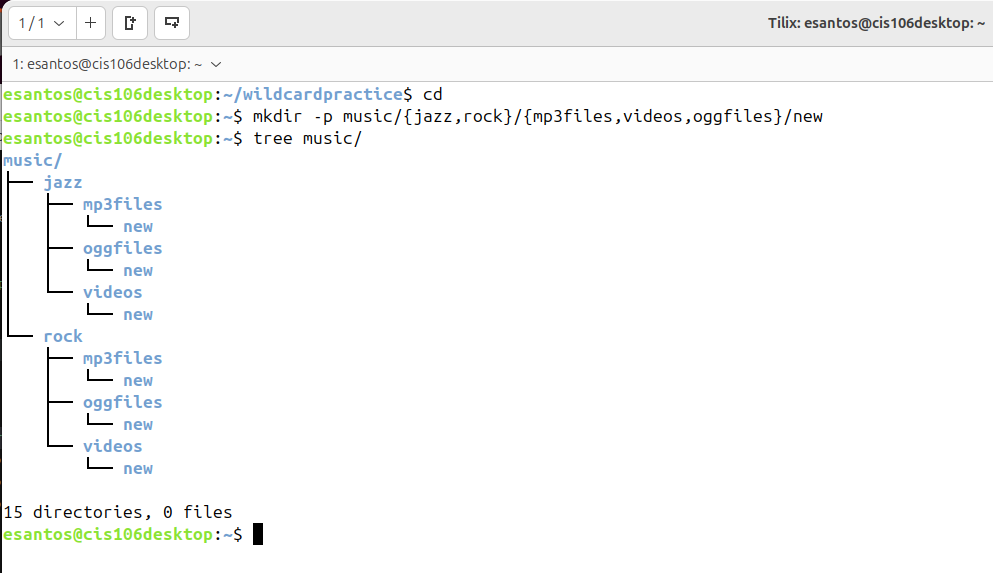 1 / 1
Tilix: esantos@cis106desktop: ~
1: esantos@cis106desktop: ~
esantos@cis106desktop:~/wildcardpractice$ cd
esantos@cis106desktop:~$ mkdir -p music/{jazz,rock}/{mp3files,videos,oggfiles}/new
esantos@cis106desktop:~$ tree music/
music/
├── jazz
│   ├── mp3files
│   │   └── new
│   ├── oggfiles
│   │   └── new
│   └── videos
│       └── new
└── rock
    ├── mp3files
    │   └── new
    ├── oggfiles
    │   └── new
    └── videos
        └── new
15 directories, 0 files
esantos@cis106desktop:~$